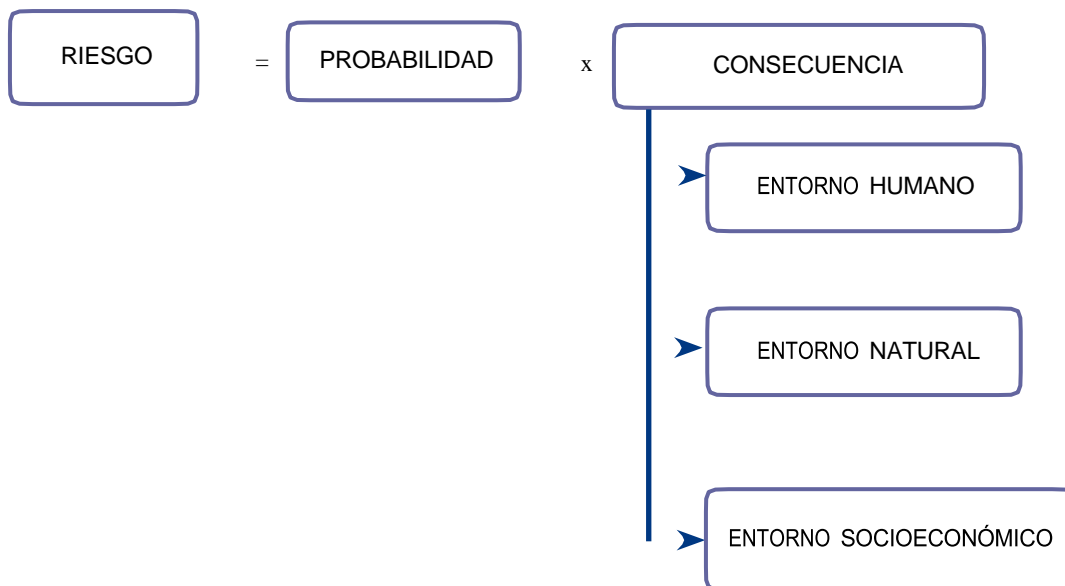 RIESGO = PROBABILIDAD x CONSECUENCIA
ENTORNO HUMANO
ENTORNO NATURAL
ENTORNO SOCIOECONÓMICO